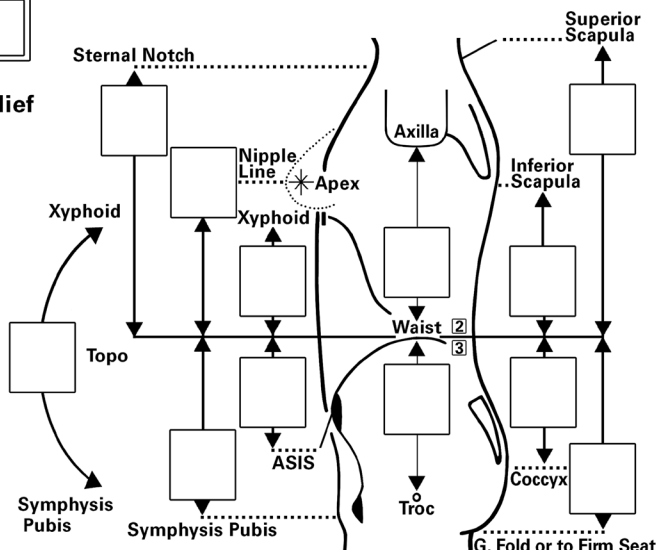 Superior
Scapula
Sternal Notch
lief
Axilla
Nipple
Line
Apex
Inferior
Scapula
Xyphoid
Xyphoid
Waist
2
3
Topo
ASIS
Coccyx
Troc
Symphysis
Pubis
Symphysis Pubis
G. Fold or to Firm Seat